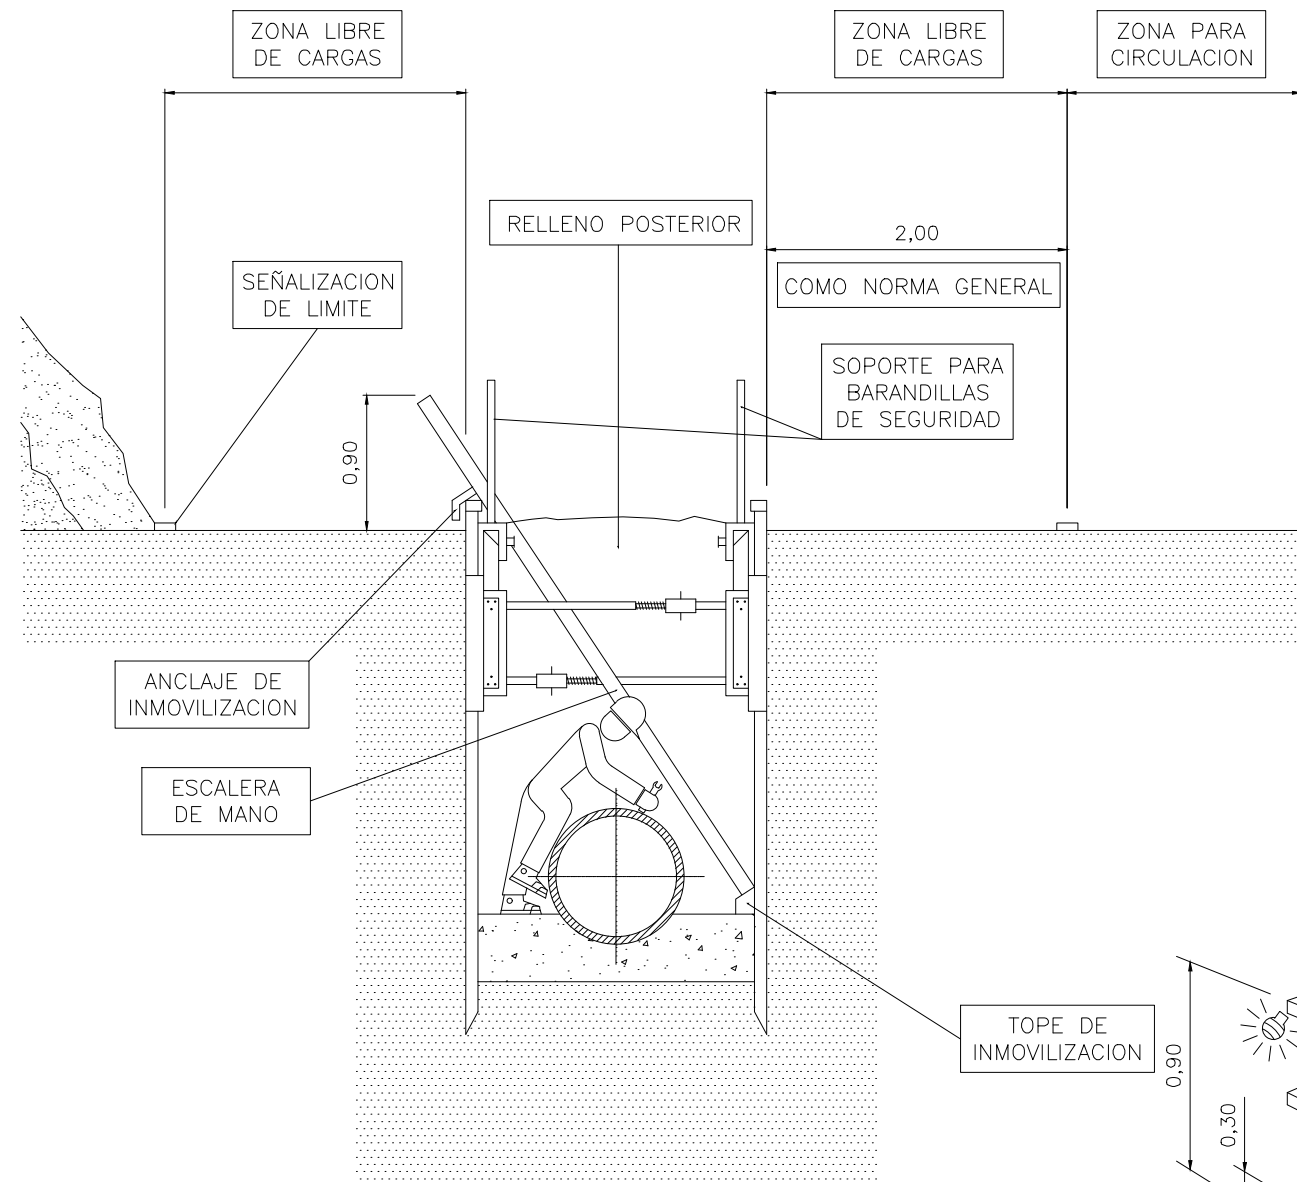 ZONA LIBRE
DE CARGAS
ZONA LIBRE
DE CARGAS
ZONA PARA
CIRCULACION
RELLENO POSTERIOR
2,00
SEÑALIZACION
DE LIMITE
COMO NORMA GENERAL
SOPORTE PARA
BARANDILLAS
DE SEGURIDAD
0,90
ANCLAJE DE
INMOVILIZACION
ESCALERA
DE MANO
TOPE DE
INMOVILIZACION
0,90
0,30